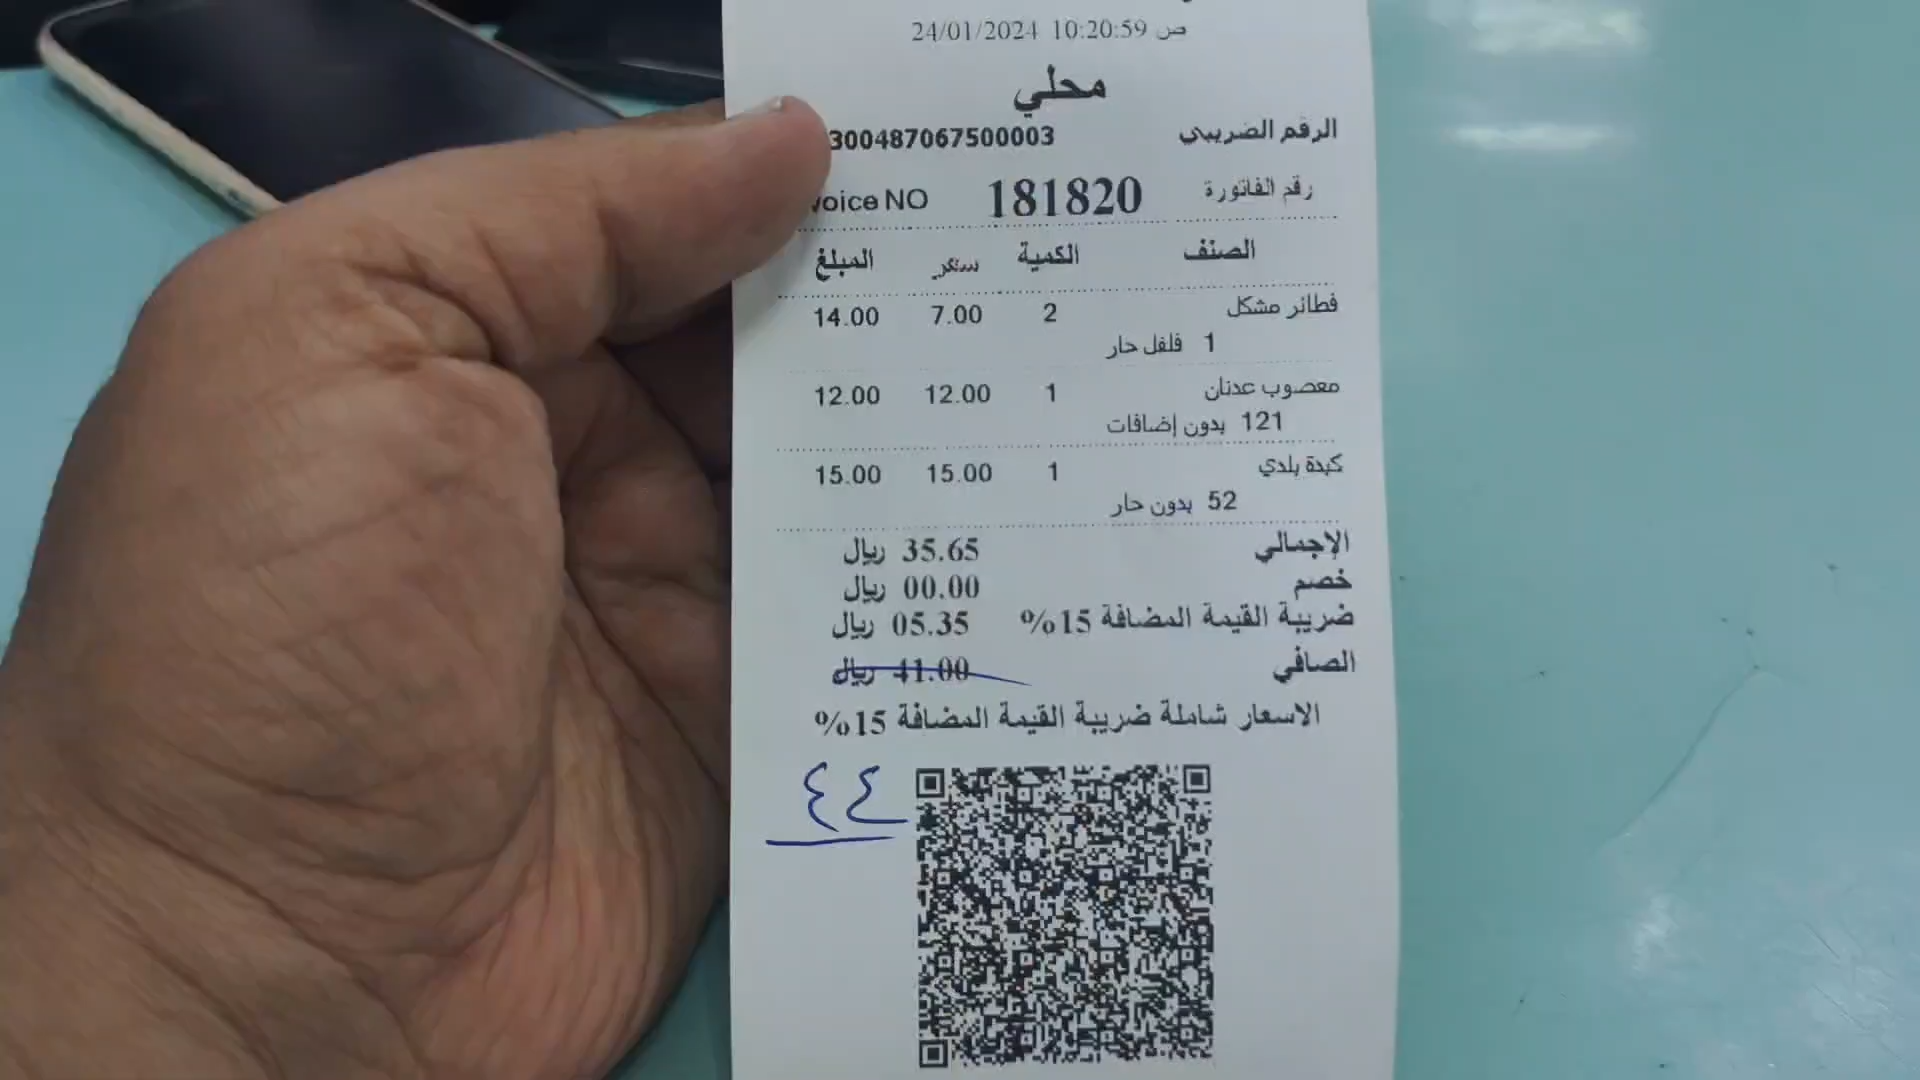 24/01/2024 10:20:59 ص
محلي
الرقم الضريبي 300487067500003
رقم الفاتورة 181820 voice NO
الصنف الكمية سعر المبلغ
فطائر مشكل 2 7.00 14.00
1 فلفل حار
معصوب عدنان 1 12.00 12.00
121 بدون إضافات
كبدة بلدي 1 15.00 15.00
52 بدون حار
الإجمالي 35.65 ريال
خصم 00.00 ريال
ضريبة القيمة المضافة 15% 05.35 ريال
الصافي 41.00 ريال
الاسعار شاملة ضريبة القيمة المضافة 15%
٤٤